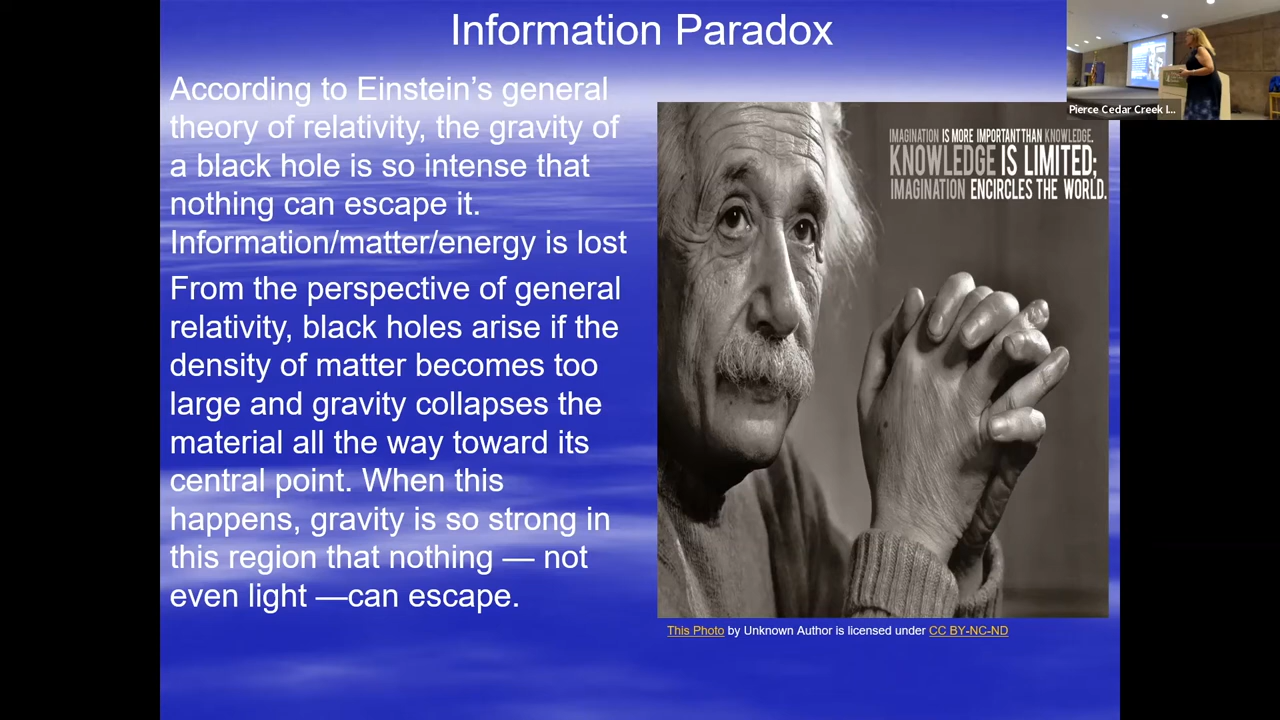 Information Paradox
According to Einstein’s general
theory of relativity, the gravity of
a black hole is so intense that
nothing can escape it.
Information/matter/energy is lost
From the perspective of general
relativity, black holes arise if the
density of matter becomes too
large and gravity collapses the
material all the way toward its
central point. When this
happens, gravity is so strong in
this region that nothing — not
even light —can escape.
IMAGINATION IS MORE IMPORTANT THAN KNOWLEDGE.
KNOWLEDGE IS LIMITED;
IMAGINATION ENCIRCLES THE WORLD.
This Photo by Unknown Author is licensed under CC BY-NC-ND
Pierce Cedar Creek I...